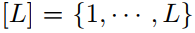 [L] = {1, ⋯ , L}